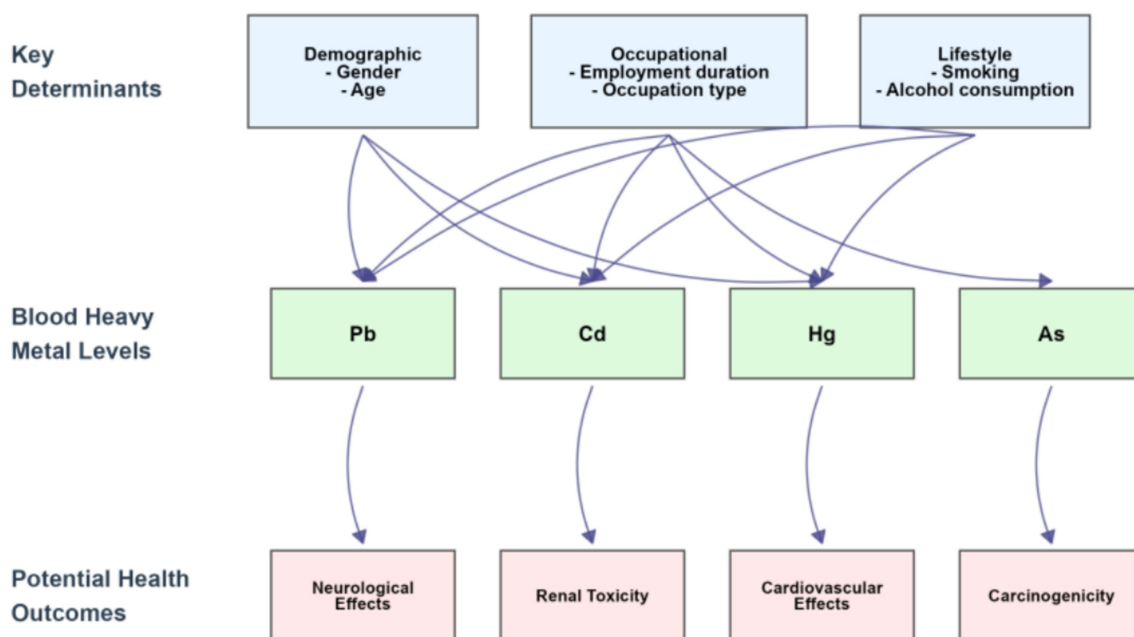 Key
Determinants
Demographic
- Gender
- Age
Occupational
- Employment duration
- Occupation type
Lifestyle
- Smoking
- Alcohol consumption
Blood Heavy
Metal Levels
Pb
Cd
Hg
As
Potential Health
Outcomes
Neurological
Effects
Renal Toxicity
Cardiovascular
Effects
Carcinogenicity